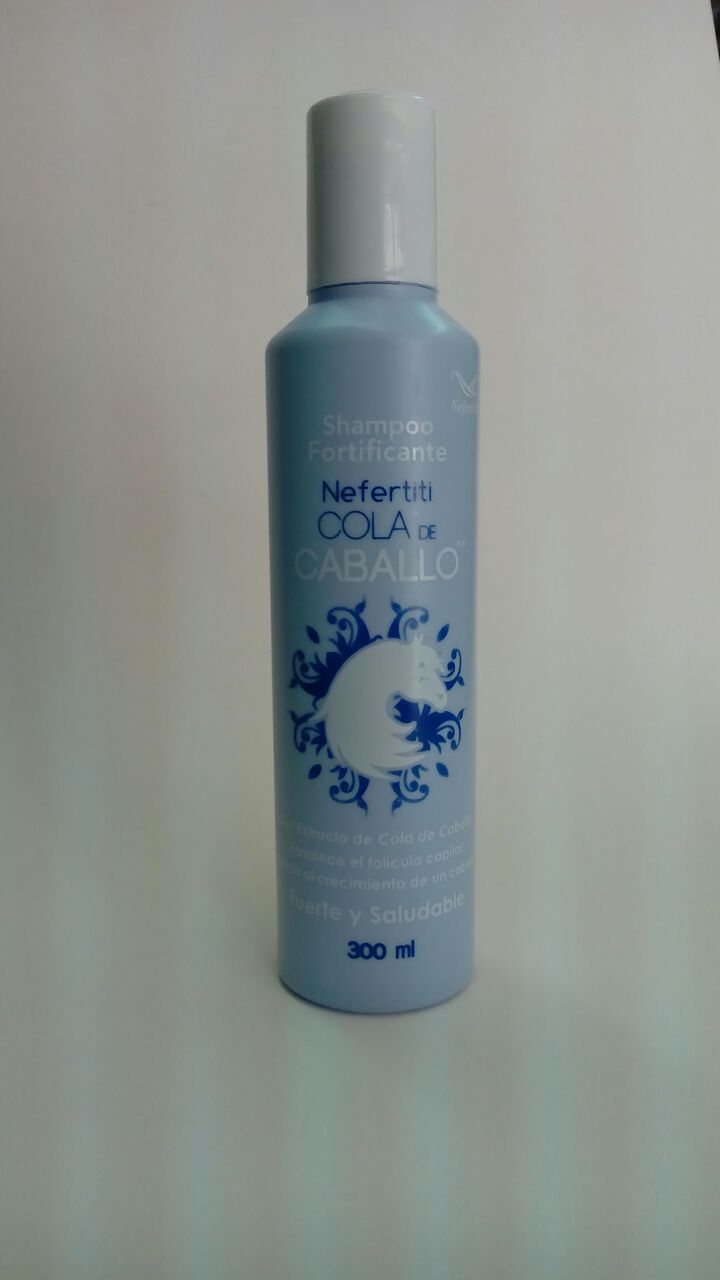 Shampoo
Fortificante
Nefertiti
COLA DE
CABALLO
Extracto de Cola de
el folículo capilar
al crecimiento de un
Fuerte y Saludable
300 ml